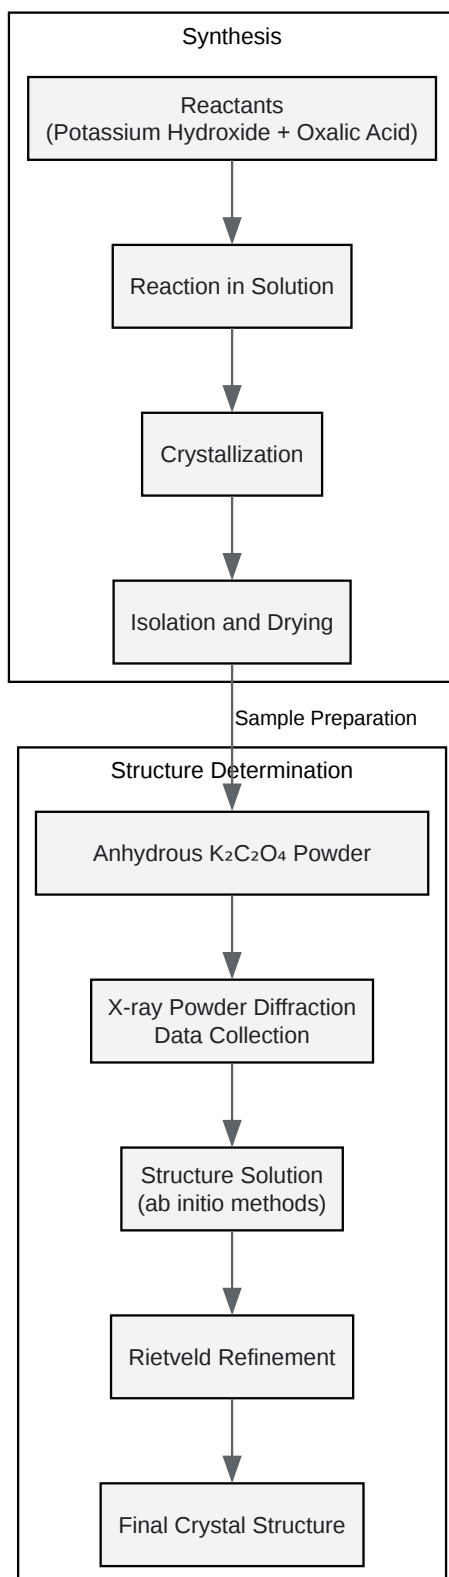 Synthesis
Reactants
(Potassium Hydroxide + Oxalic Acid)
Reaction in Solution
Crystallization
Isolation and Drying
Sample Preparation
Structure Determination
Anhydrous K₂C₂O₄ Powder
X-ray Powder Diffraction
Data Collection
Structure Solution
(ab initio methods)
Rietveld Refinement
Final Crystal Structure